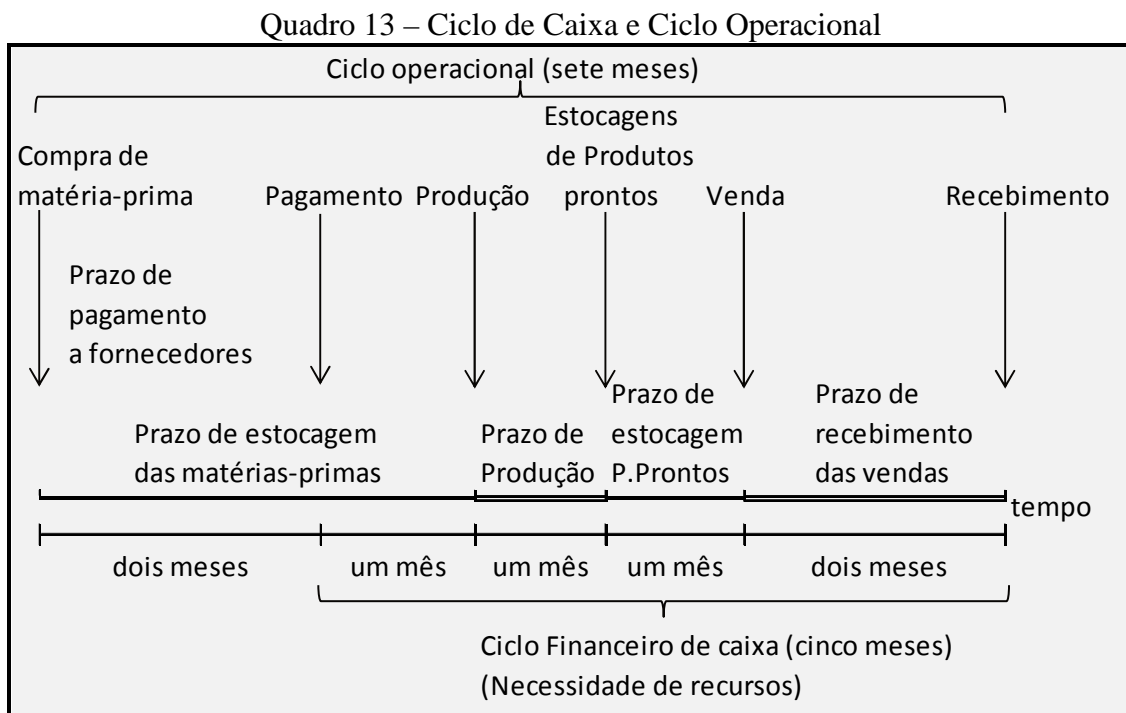 Quadro 13 – Ciclo de Caixa e Ciclo Operacional
Ciclo operacional (sete meses)
Compra de
matéria-prima
Pagamento
Produção
Estocagens
de Produtos
prontos
Venda
Recebimento
Prazo de
pagamento
a fornecedores
Prazo de estocagem
das matérias-primas
Prazo de
Produção
Prazo de
estocagem
P.Prontos
Prazo de
recebimento
das vendas
tempo
dois meses
um mês
um mês
um mês
dois meses
Ciclo Financeiro de caixa (cinco meses)
(Necessidade de recursos)